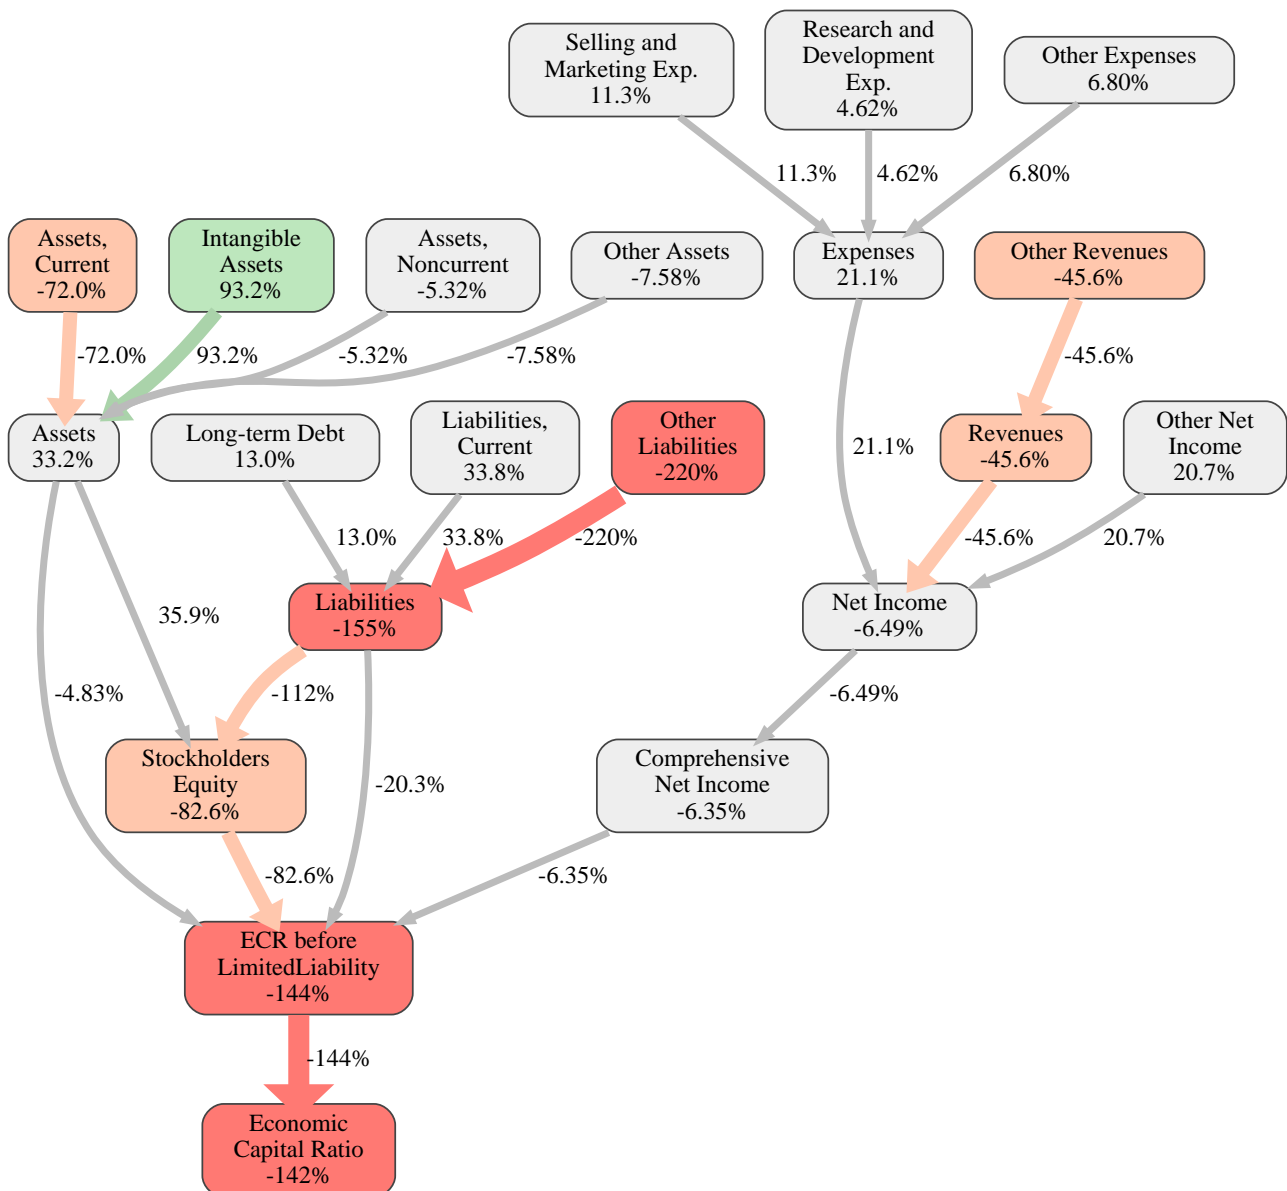 Selling and
Marketing Exp.
11.3%
Research and
Development
Exp.
4.62%
Other Expenses
6.80%
11.3%
4.62%
6.80%
Assets,
Current
-72.0%
Intangible
Assets
93.2%
Assets,
Noncurrent
-5.32%
Other Assets
-7.58%
Expenses
21.1%
Other Revenues
-45.6%
-72.0%
93.2%
-5.32%
-7.58%
-45.6%
Assets
33.2%
Long-term Debt
13.0%
Liabilities,
Current
33.8%
Other
Liabilities
-220%
21.1%
Revenues
-45.6%
Other Net
Income
20.7%
13.0%
33.8%
-220%
-45.6%
20.7%
35.9%
Liabilities
-155%
Net Income
-6.49%
-4.83%
-112%
-6.49%
Stockholders
Equity
-82.6%
-20.3%
Comprehensive
Net Income
-6.35%
-82.6%
-6.35%
ECR before
LimitedLiability
-144%
-144%
Economic
Capital Ratio
-142%